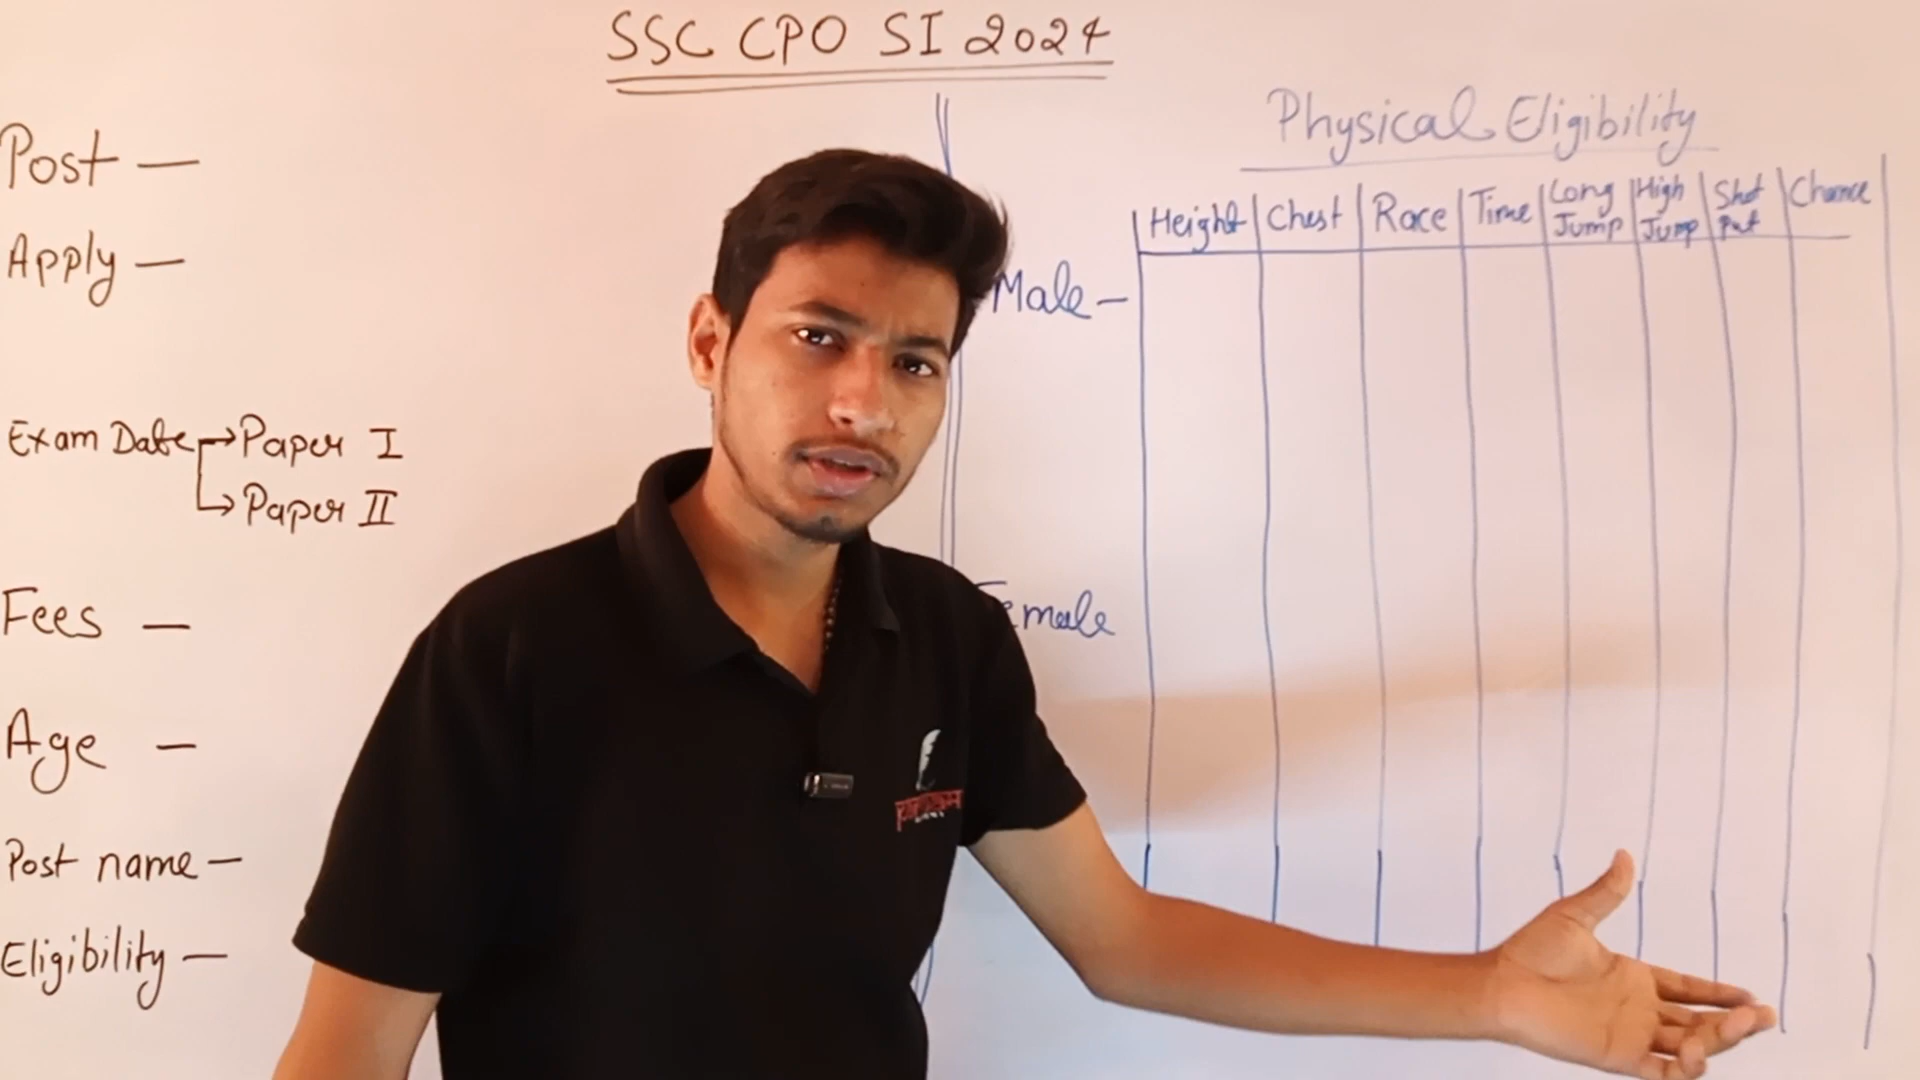 SSC CPO SI 2024
Post —
Apply —
Exam Date → Paper I
→ Paper II
Fees —
Age —
Post name —
Eligibility —
Physical Eligibility
Height Chest Race Time Long Jump High Jump Shot Put Chance
Male —
Female